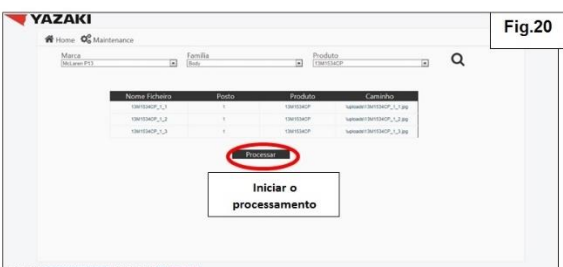 YAZAKI
Fig.20
Home Maintenance
Marca Familia Produto
McLaren P13 Body 13M1534CP
Nome Ficheiro Posto Produto Caminho
13M1534CP_1_1 1 13M1534CP \uploads\13M1534CP_1_1.jpg
13M1534CP_1_2 1 13M1534CP \uploads\13M1534CP_1_2.jpg
13M1534CP_1_3 1 13M1534CP \uploads\13M1534CP_1_3.jpg
Processar
Iniciar o
processamento